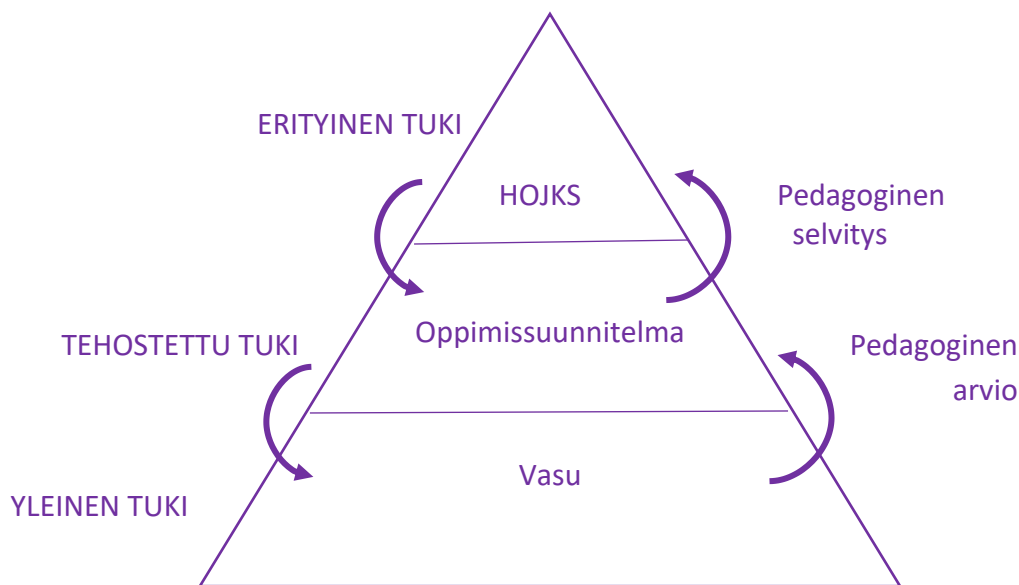 ERITYINEN TUKI
HOJKS
Pedagoginen
selvitys
Oppimissuunnitelma
TEHOSTETTU TUKI
Pedagoginen
arvio
Vasu
YLEINEN TUKI